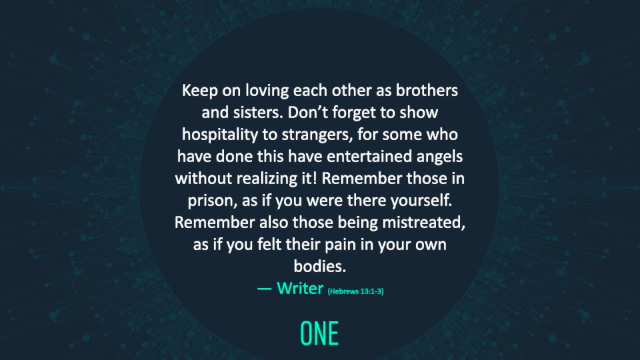 Keep on loving each other as brothers
and sisters. Don’t forget to show
hospitality to strangers, for some who
have done this have entertained angels
without realizing it! Remember those in
prison, as if you were there yourself.
Remember also those being mistreated,
as if you felt their pain in your own
bodies.
— Writer (Hebrews 13:1-3)
ONE